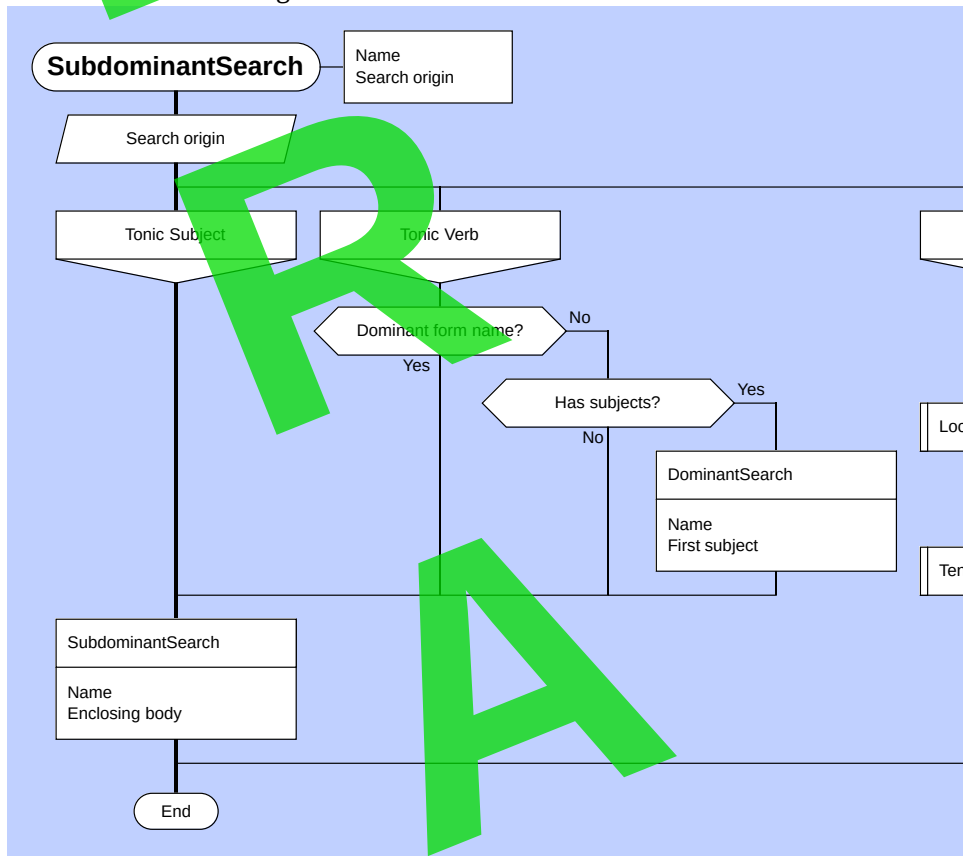 SubdominantSearch
Name
Search origin
Search origin
Tonic Subject
Tonic Verb
Dominant form name?
No
Yes
Has subjects?
Yes
No
DominantSearch
Name
First subject
SubdominantSearch
Name
Enclosing body
End
R
A